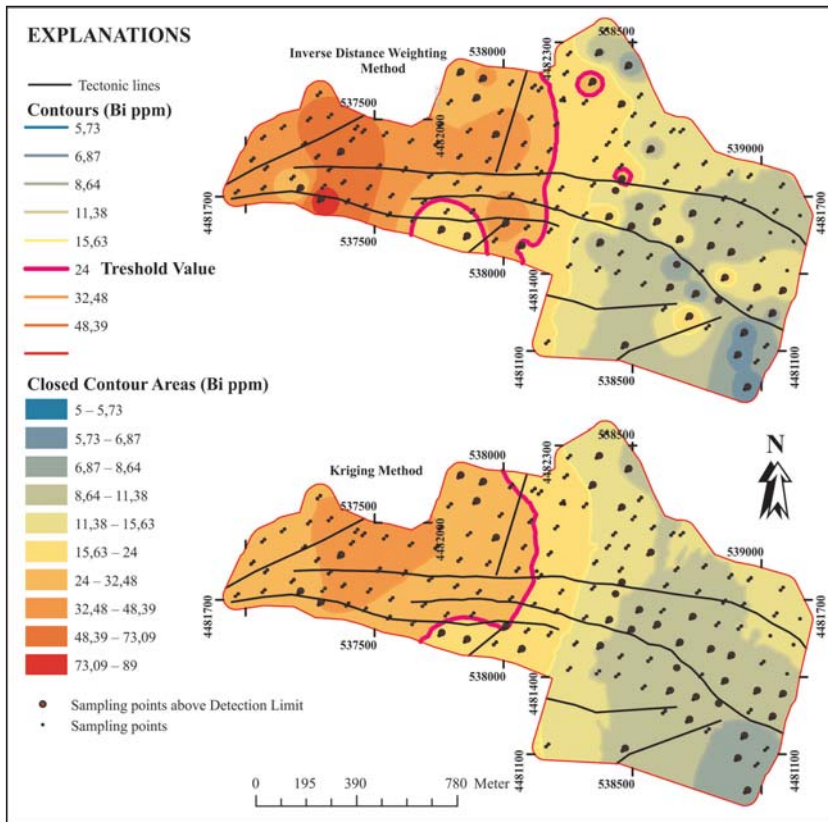 EXPLANATIONS
Tectonic lines
Contours (Bi ppm)
5,73
6,87
8,64
11,38
15,63
24 Treshold Value
32,48
48,39
Closed Contour Areas (Bi ppm)
5 – 5,73
5,73 – 6,87
6,87 – 8,64
8,64 – 11,38
11,38 – 15,63
15,63 – 24
24 – 32,48
32,48 – 48,39
48,39 – 73,09
73,09 – 89
Sampling points above Detection Limit
Sampling points
0 195 390 780 Meter
Inverse Distance Weighting
Method
538000
4482300
538500
537500
4482000
539000
4481700
4481700
537500
538000
4481400
4481100
538500
4481100
Kriging Method
538000
4482300
538500
N
537500
4482000
539000
4481700
4481700
537500
538000
4481400
4481100
538500
4481100